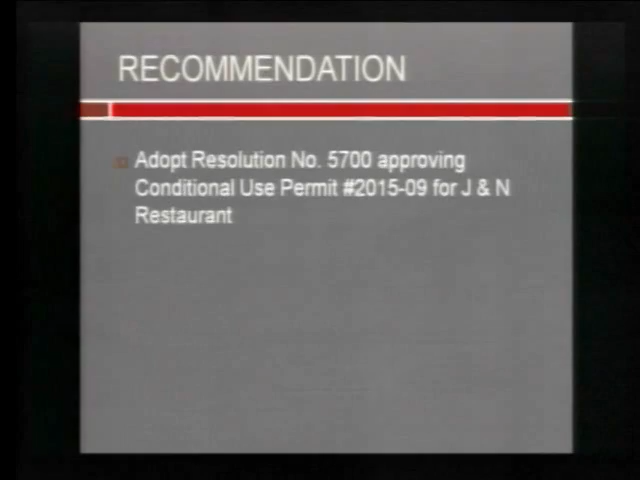 RECOMMENDATION
Adopt Resolution No. 5700 approving
Conditional Use Permit #2015-09 for J & N
Restaurant